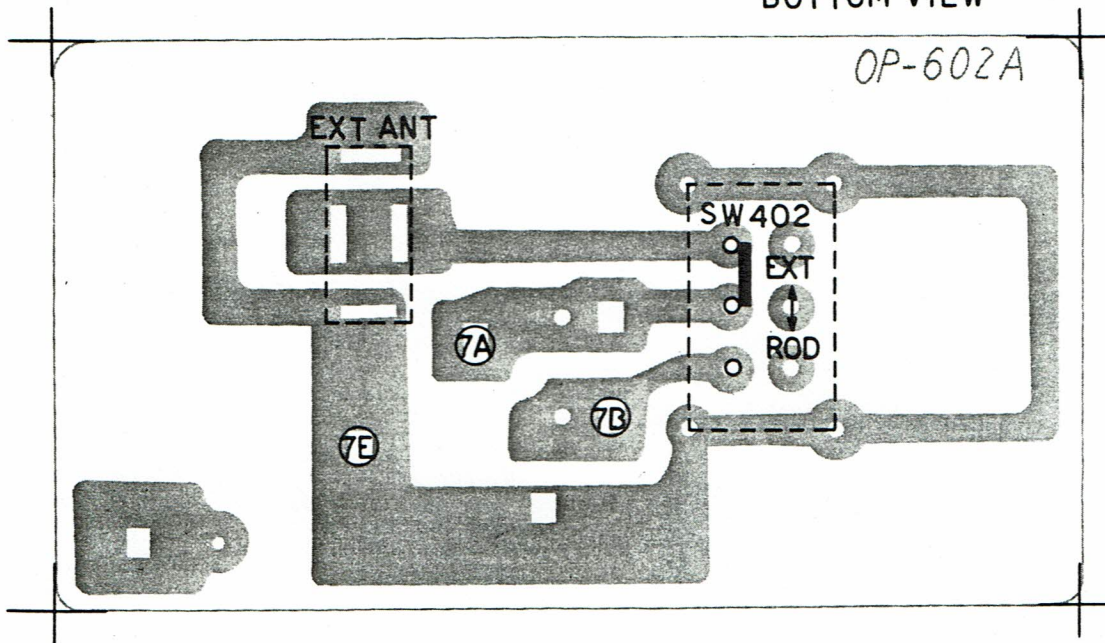 BOTTOM VIEW
OP-602A
EXT ANT
SW402
EXT
ROD
7A
7B
7E